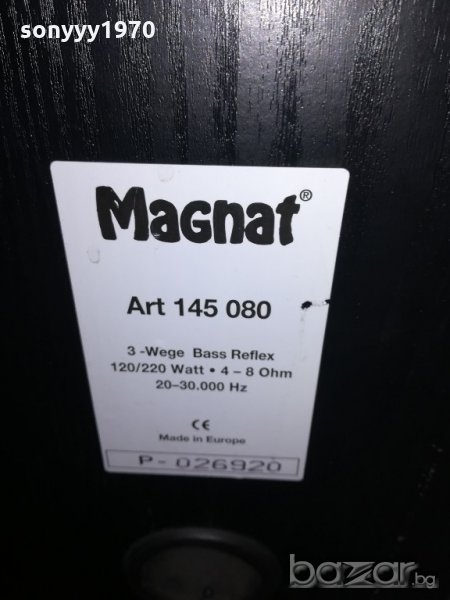 sonyyy1970
Magnat®
Art 145 080
3 -Wege Bass Reflex
120/220 Watt • 4 – 8 Ohm
20–30.000 Hz
CE
Made in Europe
P- 026920
bazar.bg